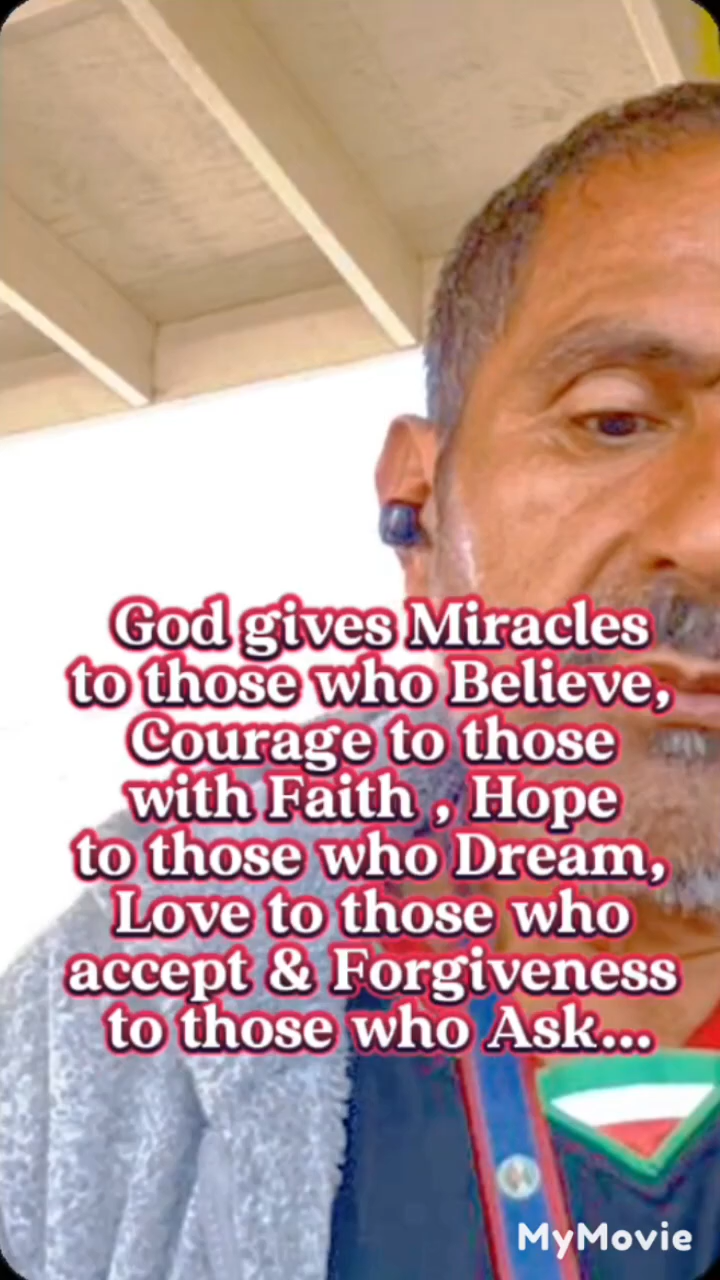 God gives Miracles
to those who Believe,
Courage to those
with Faith , Hope
to those who Dream,
Love to those who
accept & Forgiveness
to those who Ask...
MyMovie